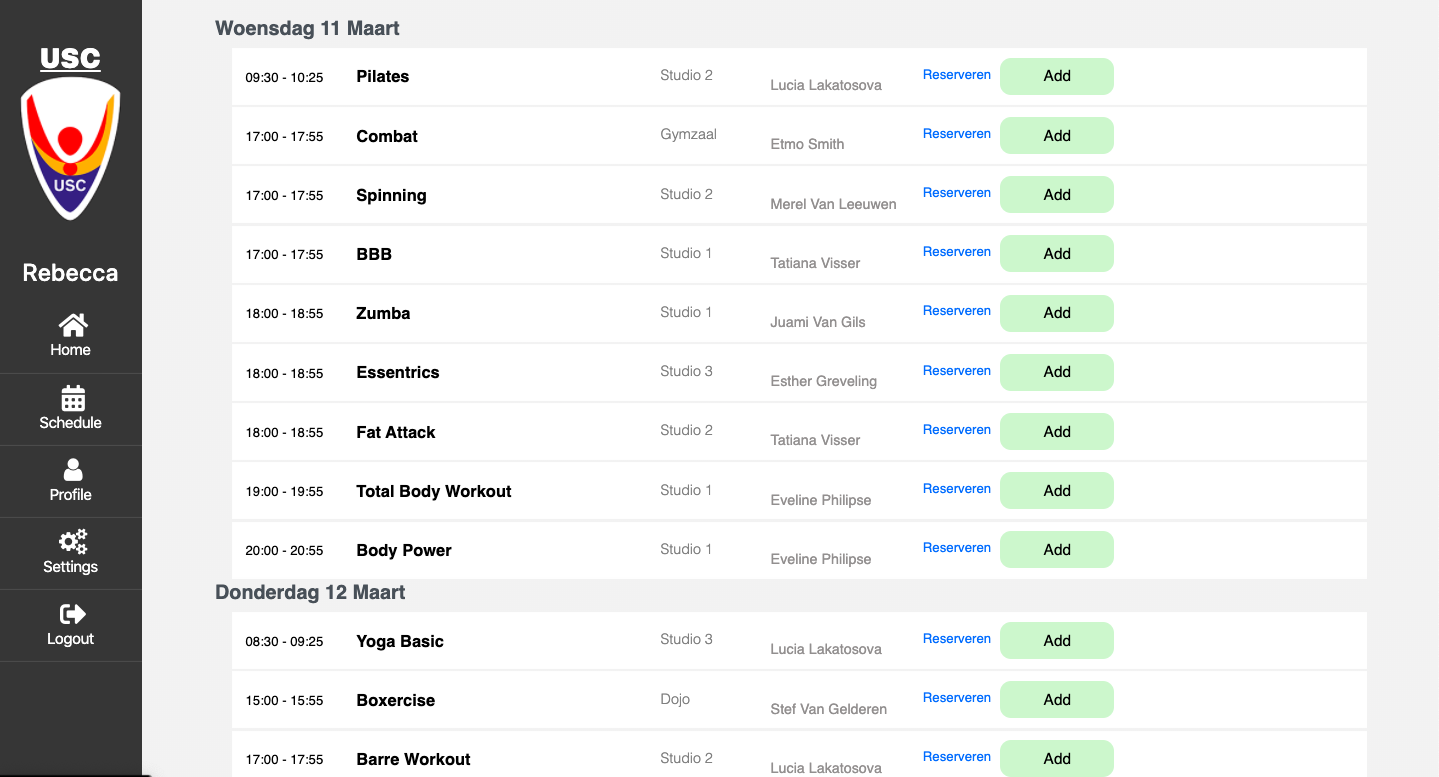 USC
USC
Rebecca
Home
Schedule
Profile
Settings
Logout
Woensdag 11 Maart
09:30 - 10:25 Pilates Studio 2 Lucia Lakatosova Reserveren Add
17:00 - 17:55 Combat Gymzaal Etmo Smith Reserveren Add
17:00 - 17:55 Spinning Studio 2 Merel Van Leeuwen Reserveren Add
17:00 - 17:55 BBB Studio 1 Tatiana Visser Reserveren Add
18:00 - 18:55 Zumba Studio 1 Juami Van Gils Reserveren Add
18:00 - 18:55 Essentrics Studio 3 Esther Greveling Reserveren Add
18:00 - 18:55 Fat Attack Studio 2 Tatiana Visser Reserveren Add
19:00 - 19:55 Total Body Workout Studio 1 Eveline Philipse Reserveren Add
20:00 - 20:55 Body Power Studio 1 Eveline Philipse Reserveren Add
Donderdag 12 Maart
08:30 - 09:25 Yoga Basic Studio 3 Lucia Lakatosova Reserveren Add
15:00 - 15:55 Boxercise Dojo Stef Van Gelderen Reserveren Add
17:00 - 17:55 Barre Workout Studio 2 Lucia Lakatosova Reserveren Add